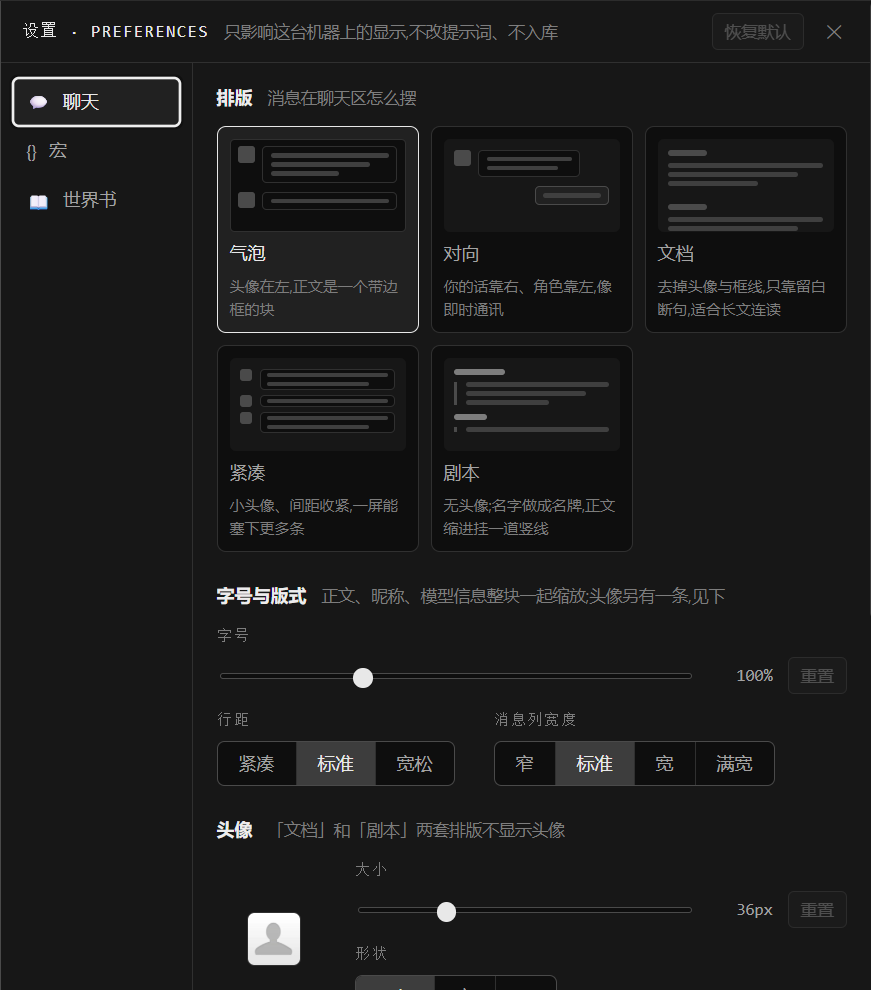 设置 · PREFERENCES 只影响这台机器上的显示,不改提示词、不入库 恢复默认
聊天
{} 宏
世界书
排版 消息在聊天区怎么摆
气泡
头像在左,正文是一个带边
框的块
对向
你的话靠右、角色靠左,像
即时通讯
文档
去掉头像与框线,只靠留白
断句,适合长文连读
紧凑
小头像、间距收紧,一屏能
塞下更多条
剧本
无头像;名字做成名牌,正文
缩进挂一道竖线
字号与版式 正文、昵称、模型信息整块一起缩放;头像另有一条,见下
字号
100% 重置
行距
紧凑 标准 宽松
消息列宽度
窄 标准 宽 满宽
头像 「文档」和「剧本」两套排版不显示头像
大小
36px 重置
形状